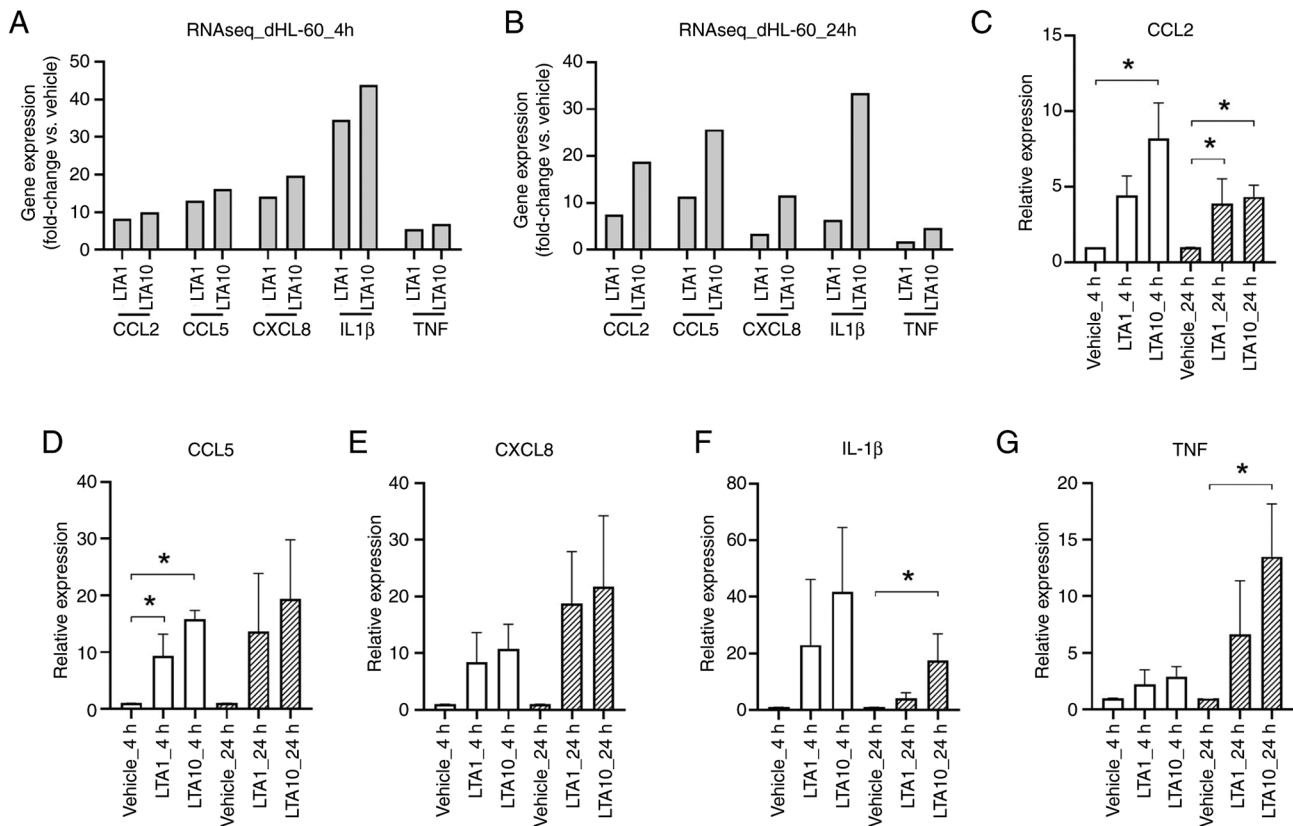 A
RNAseq_dHL-60_4h
Gene expression
(fold-change vs. vehicle)
50
40
30
20
10
0
LTA1
LTA10
LTA1
LTA10
LTA1
LTA10
LTA1
LTA10
LTA1
LTA10
CCL2
CCL5
CXCL8
IL1β
TNF
B
RNAseq_dHL-60_24h
Gene expression
(fold-change vs. vehicle)
40
30
20
10
0
LTA1
LTA10
LTA1
LTA10
LTA1
LTA10
LTA1
LTA10
LTA1
LTA10
CCL2
CCL5
CXCL8
IL1β
TNF
C
CCL2
Relative expression
15
10
5
0
*
*
*
Vehicle_4 h
LTA1_4 h
LTA10_4 h
Vehicle_24 h
LTA1_24 h
LTA10_24 h
D
CCL5
Relative expression
40
30
20
10
0
*
*
Vehicle_4 h
LTA1_4 h
LTA10_4 h
Vehicle_24 h
LTA1_24 h
LTA10_24 h
E
CXCL8
Relative expression
40
30
20
10
0
Vehicle_4 h
LTA1_4 h
LTA10_4 h
Vehicle_24 h
LTA1_24 h
LTA10_24 h
F
IL-1β
Relative expression
80
60
40
20
0
*
Vehicle_4 h
LTA1_4 h
LTA10_4 h
Vehicle_24 h
LTA1_24 h
LTA10_24 h
G
TNF
Relative expression
20
15
10
5
0
*
Vehicle_4 h
LTA1_4 h
LTA10_4 h
Vehicle_24 h
LTA1_24 h
LTA10_24 h